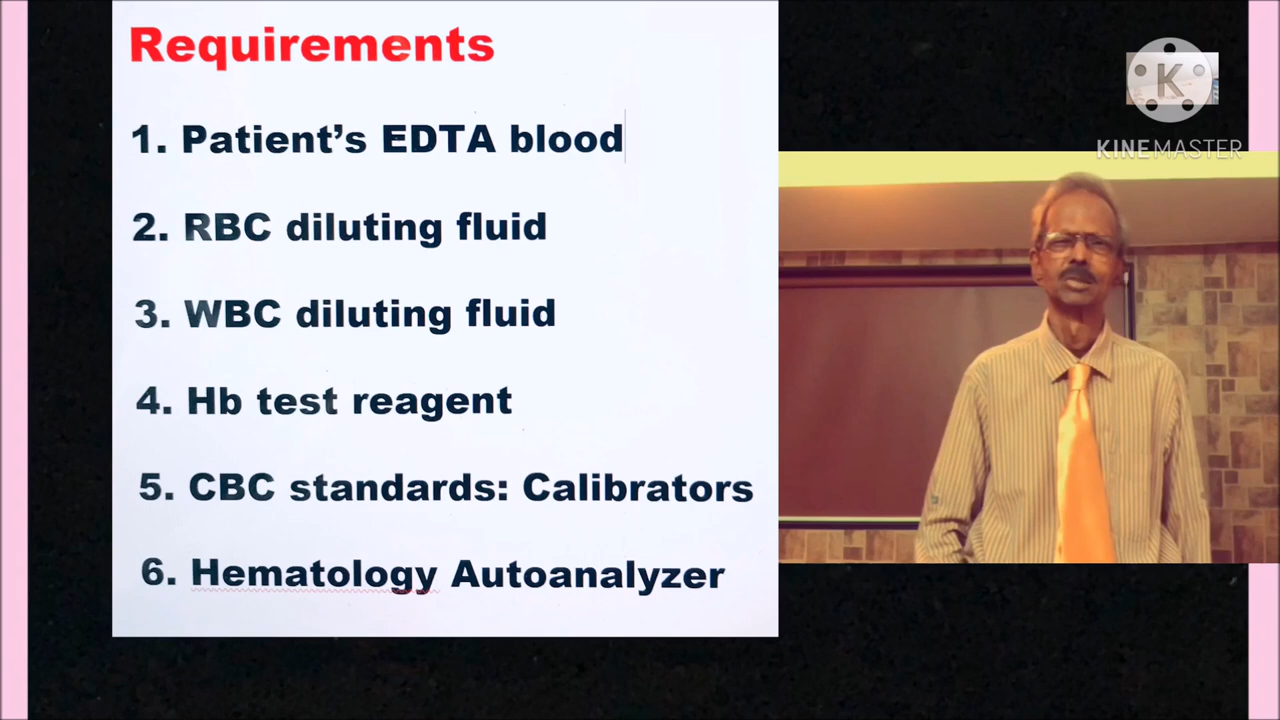 Requirements
1. Patient’s EDTA blood
2. RBC diluting fluid
3. WBC diluting fluid
4. Hb test reagent
5. CBC standards: Calibrators
6. Hematology Autoanalyzer
K
KINEMASTER